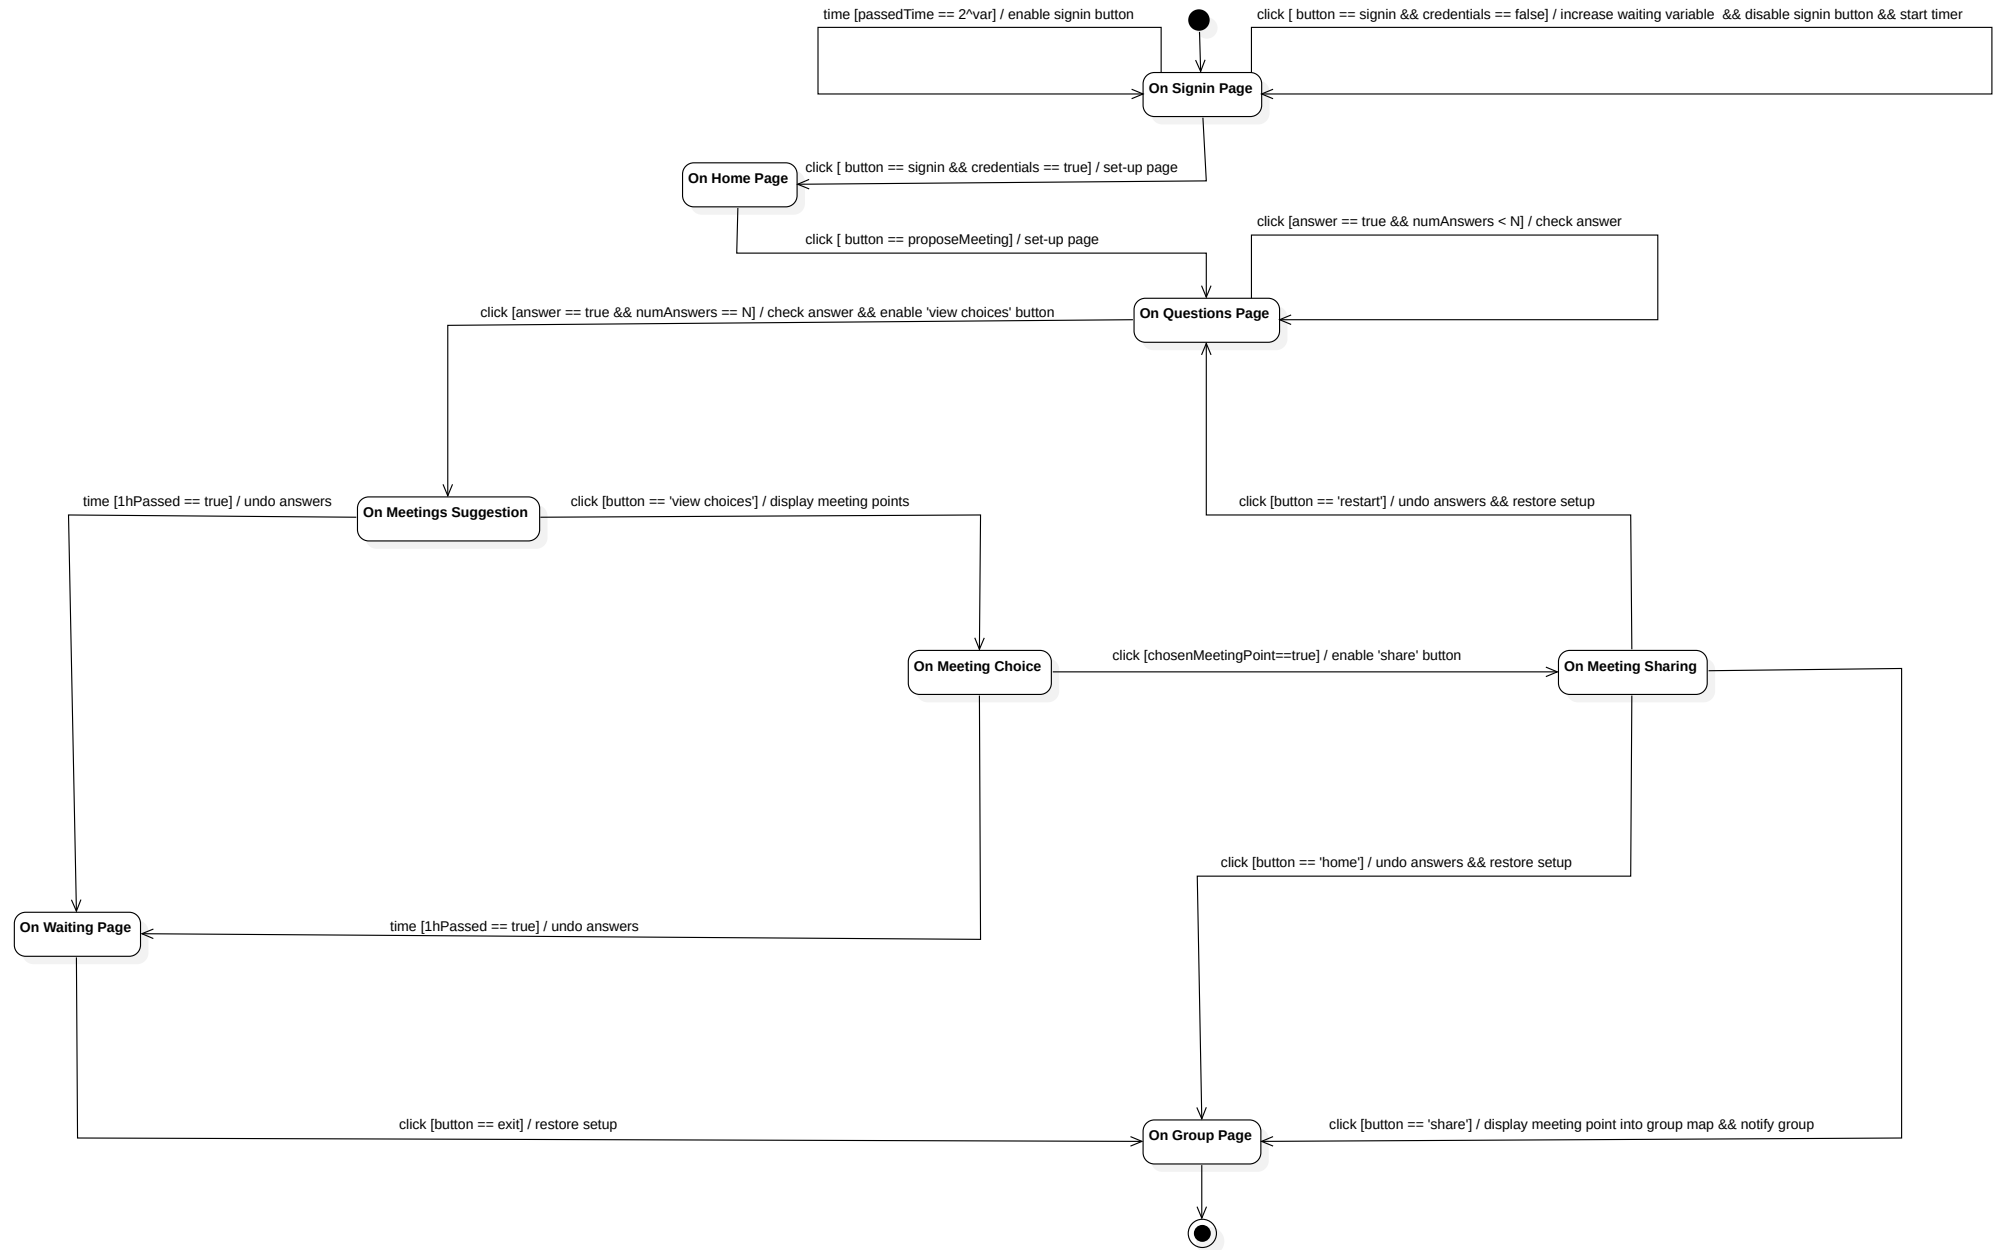 time [passedTime == 2^var] / enable signin button
click [ button == signin && credentials == false] / increase waiting variable  && disable signin button && start timer
On Signin Page
click [ button == signin && credentials == true] / set-up page
On Home Page
click [answer == true && numAnswers < N] / check answer
click [ button == proposeMeeting] / set-up page
click [answer == true && numAnswers == N] / check answer && enable 'view choices' button
On Questions Page
time [1hPassed == true] / undo answers
On Meetings Suggestion
click [button == 'view choices'] / display meeting points
click [button == 'restart'] / undo answers && restore setup
On Meeting Choice
click [chosenMeetingPoint==true] / enable 'share' button
On Meeting Sharing
click [button == 'home'] / undo answers && restore setup
On Waiting Page
time [1hPassed == true] / undo answers
click [button == exit] / restore setup
On Group Page
click [button == 'share'] / display meeting point into group map && notify group